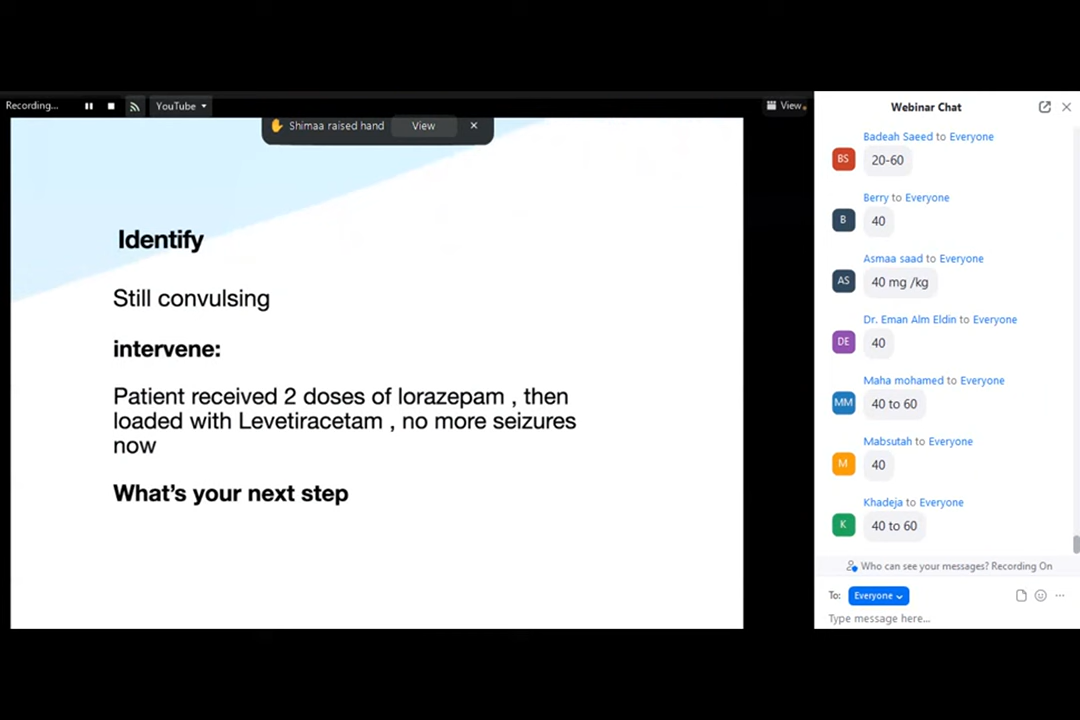 Recording...
YouTube
View
Shimaa raised hand
View
Identify
Still convulsing
intervene:
Patient received 2 doses of lorazepam , then
loaded with Levetiracetam , no more seizures
now
What's your next step
Webinar Chat
Badeah Saeed to Everyone
BS
20-60
Berry to Everyone
B
40
Asmaa saad to Everyone
AS
40 mg /kg
Dr. Eman Alm Eldin to Everyone
DE
40
Maha mohamed to Everyone
MM
40 to 60
Mabsutah to Everyone
M
40
Khadeja to Everyone
K
40 to 60
Who can see your messages? Recording On
To: Everyone
Type message here...